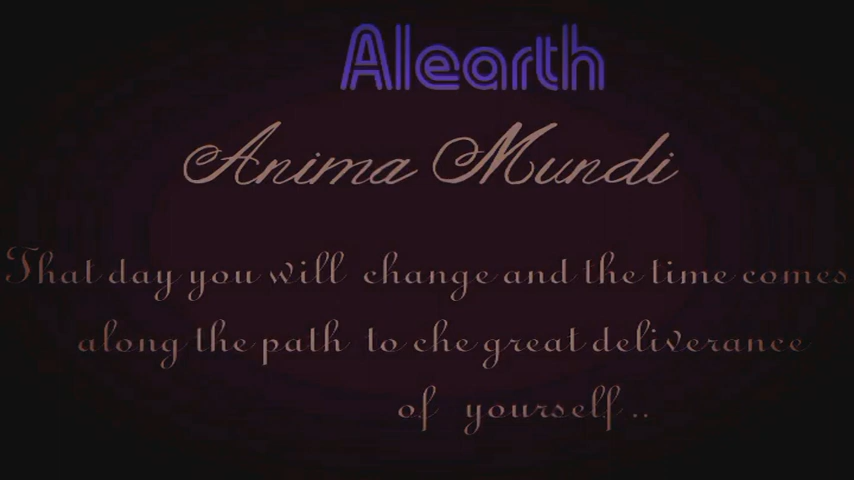 Alearth
Anima Mundi
That day you will change and the time comes
along the path to che great deliverance
of yourself ..